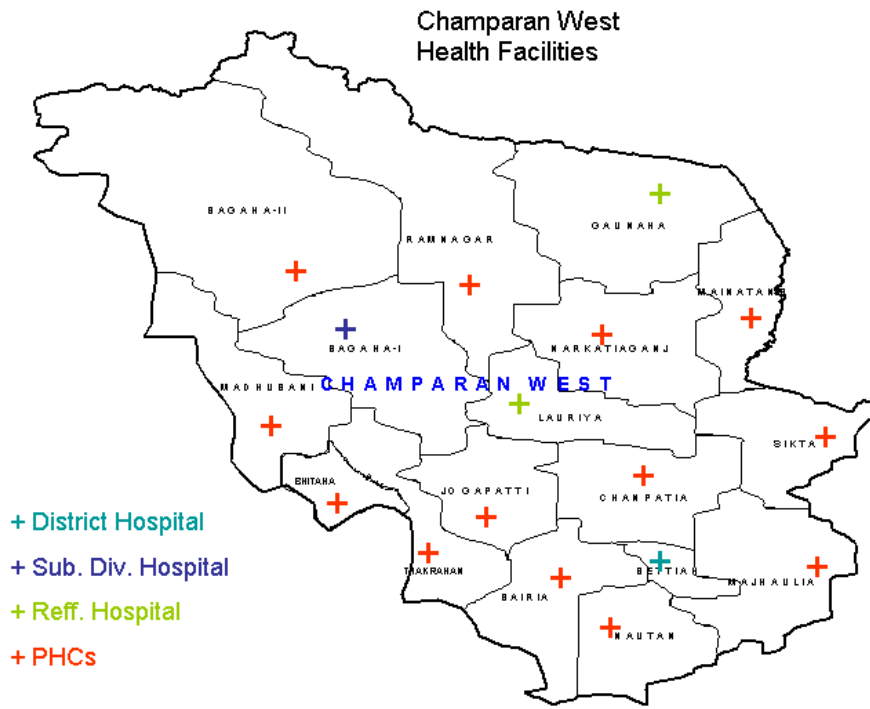 Champaran West
Health Facilities
BAGAHA-II
GAUNAHA
RAMNAGAR
MAINATAND
BAGAHA-I
NARKATIAGANJ
MADHUBANI
CHAMPARAN WEST
LAURIYA
SIKTA
BHITAHA
JOGAPATTI
CHANPATIA
+ District Hospital
THAKRAHAN
BETTIAH
MAJHAULIA
+ Sub. Div. Hospital
BAIRIA
+ Reff. Hospital
NAUTAN
+ PHCs